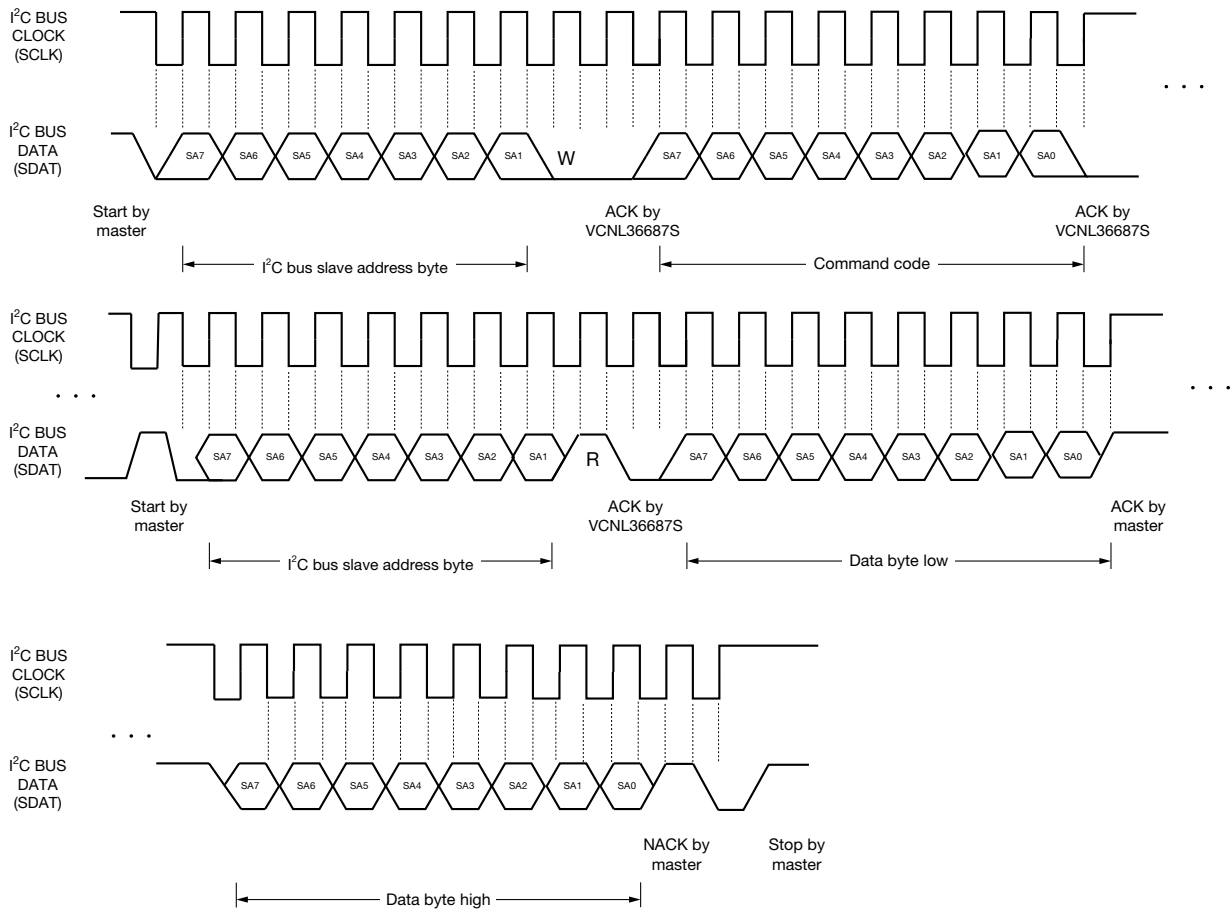 I²C BUS
CLOCK
(SCLK)
. . .
I²C BUS
DATA
(SDAT)
SA7 SA6 SA5 SA4 SA3 SA2 SA1 W SA7 SA6 SA5 SA4 SA3 SA2 SA1 SA0
Start by
master
ACK by
VCNL36687S
ACK by
VCNL36687S
I²C bus slave address byte
Command code
I²C BUS
CLOCK
(SCLK)
. . .
. . .
I²C BUS
DATA
(SDAT)
SA7 SA6 SA5 SA4 SA3 SA2 SA1 R SA7 SA6 SA5 SA4 SA3 SA2 SA1 SA0
Start by
master
ACK by
VCNL36687S
ACK by
master
I²C bus slave address byte
Data byte low
I²C BUS
CLOCK
(SCLK)
. . .
I²C BUS
DATA
(SDAT)
SA7 SA6 SA5 SA4 SA3 SA2 SA1 SA0
NACK by
master
Stop by
master
Data byte high